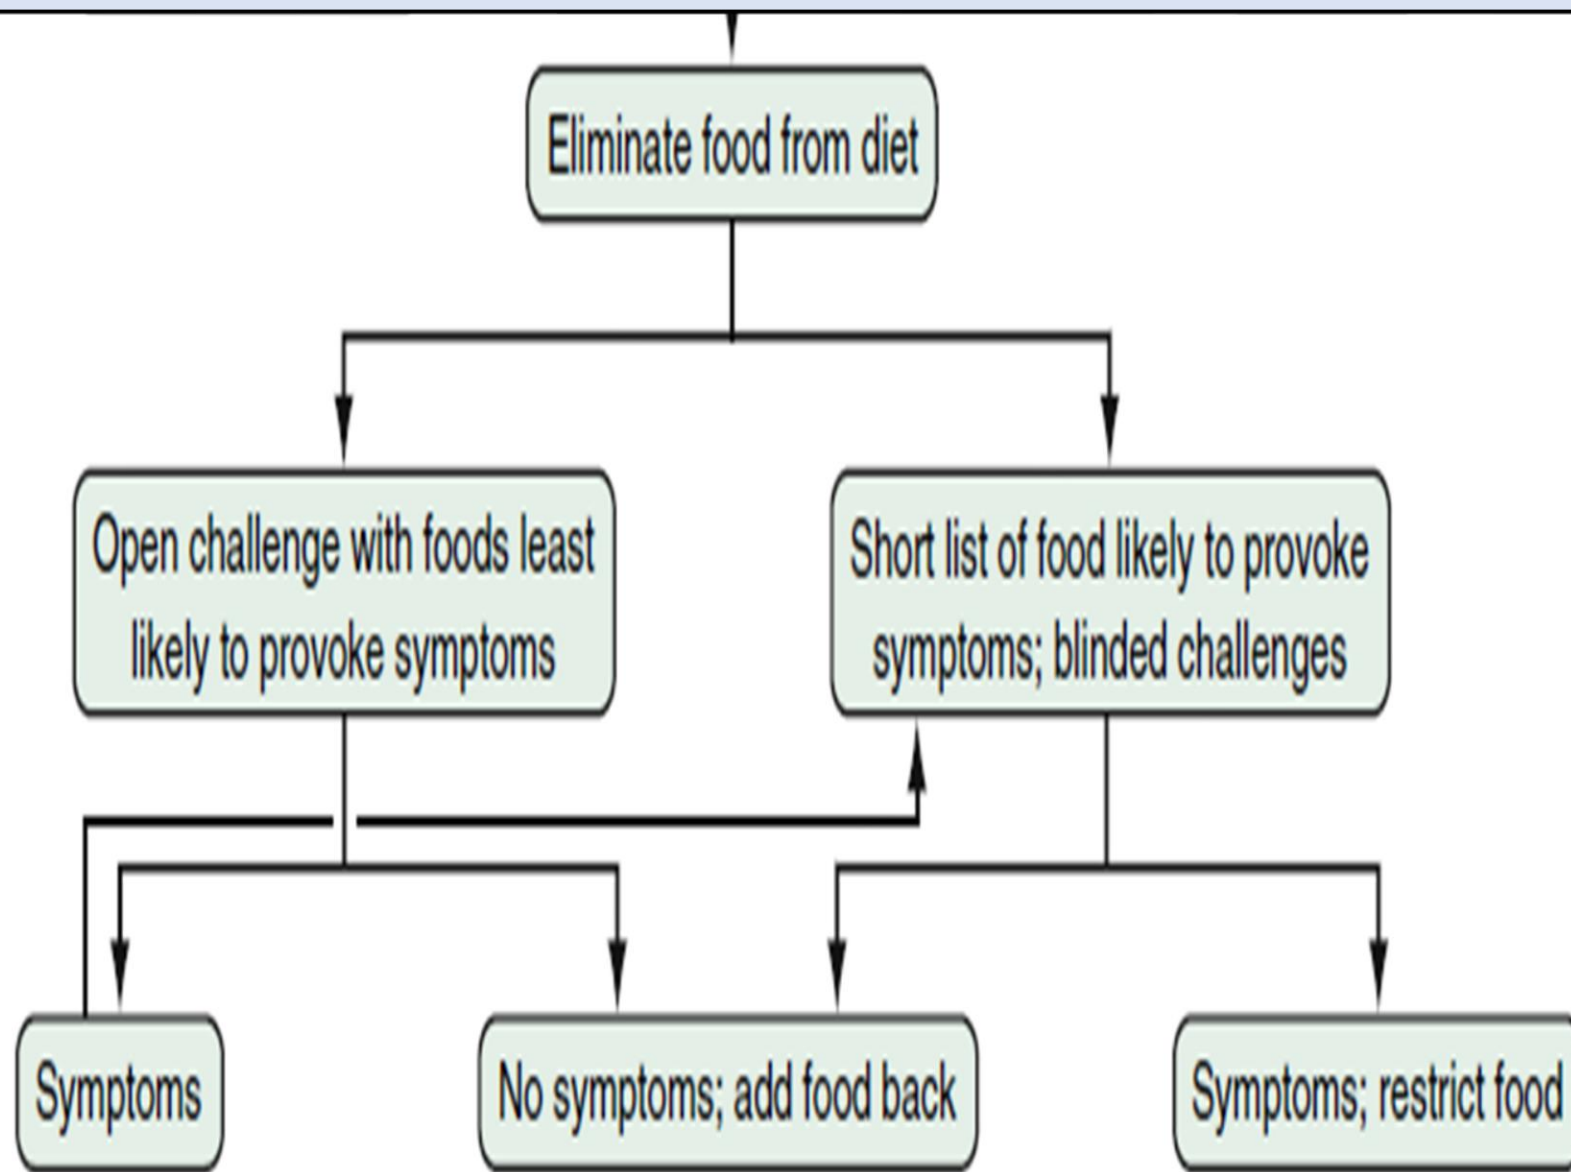 Eliminate food from diet
Open challenge with foods least
likely to provoke symptoms
Short list of food likely to provoke
symptoms; blinded challenges
Symptoms
No symptoms; add food back
Symptoms; restrict food